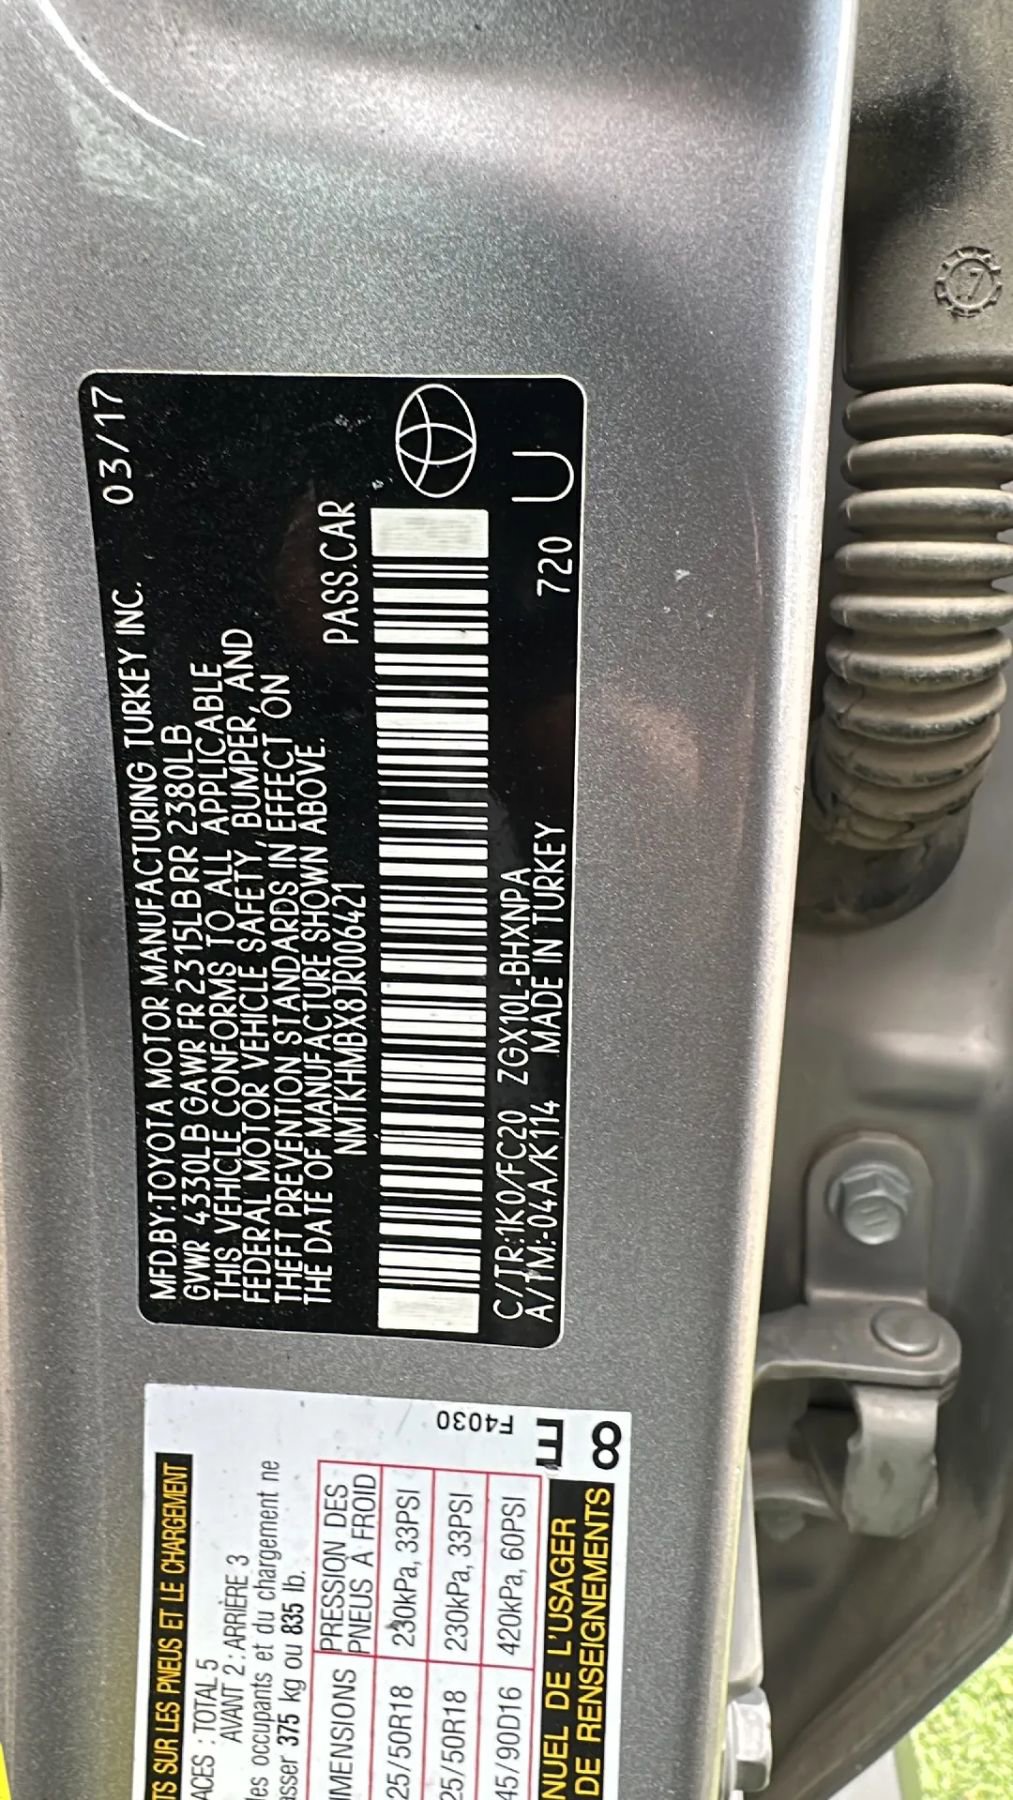 MFD.BY:TOYOTA MOTOR MANUFACTURING TURKEY INC. 03/17
GVWR 4330LB GAWR FR 2315LB RR 2380LB
THIS VEHICLE CONFORMS TO ALL APPLICABLE
FEDERAL MOTOR VEHICLE SAFETY, BUMPER, AND
THEFT PREVENTION STANDARDS IN EFFECT ON
THE DATE OF MANUFACTURE SHOWN ABOVE.
NMTKHMBX8JR006421 PASS.CAR
C/TR:1K0/FC20 ZGX10L-BHXNPA
A/TM:-04A/K114 MADE IN TURKEY 720 U
TS SUR LES PNEUS ET LE CHARGEMENT
ACES : TOTAL 5
AVANT 2 : ARRIÈRE 3
les occupants et du chargement ne
asser 375 kg ou 835 lb.
IMENSIONS PRESSION DES PNEUS À FROID
25/50R18 230kPa, 33PSI
25/50R18 230kPa, 33PSI
45/90D16 420kPa, 60PSI
NUEL DE L'USAGER
DE RENSEIGNEMENTS
F4030
E
8
17